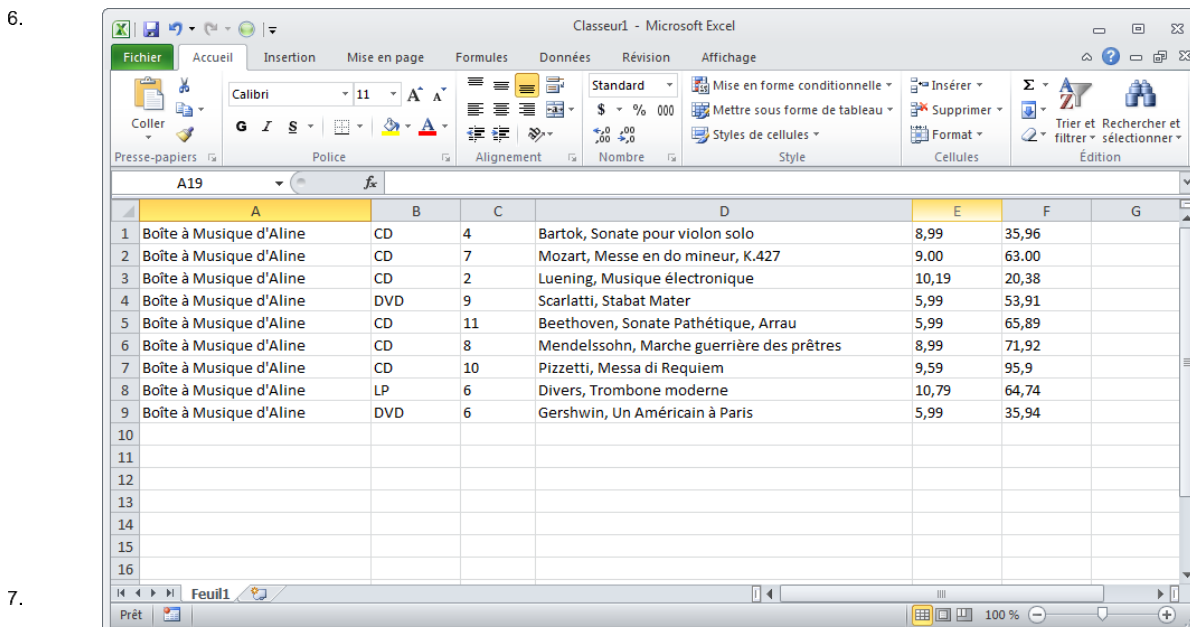 6.
Classeur1 - Microsoft Excel
Fichier Accueil Insertion Mise en page Formules Données Révision Affichage
Coller
Calibri 11
G I S
Standard
$ % 000
Mise en forme conditionnelle
Mettre sous forme de tableau
Styles de cellules
Insérer
Supprimer
Format
Trier et filtrer
Rechercher et sélectionner
Presse-papiers Police Alignement Nombre Style Cellules Édition
A19 fx
A B C D E F G
1 Boîte à Musique d'Aline CD 4 Bartok, Sonate pour violon solo 8,99 35,96
2 Boîte à Musique d'Aline CD 7 Mozart, Messe en do mineur, K.427 9.00 63.00
3 Boîte à Musique d'Aline CD 2 Luening, Musique électronique 10,19 20,38
4 Boîte à Musique d'Aline DVD 9 Scarlatti, Stabat Mater 5,99 53,91
5 Boîte à Musique d'Aline CD 11 Beethoven, Sonate Pathétique, Arrau 5,99 65,89
6 Boîte à Musique d'Aline CD 8 Mendelssohn, Marche guerrière des prêtres 8,99 71,92
7 Boîte à Musique d'Aline CD 10 Pizzetti, Messa di Requiem 9,59 95,9
8 Boîte à Musique d'Aline LP 6 Divers, Trombone moderne 10,79 64,74
9 Boîte à Musique d'Aline DVD 6 Gershwin, Un Américain à Paris 5,99 35,94
10
11
12
13
14
15
16
Feuil1
7.
Prêt 100 %